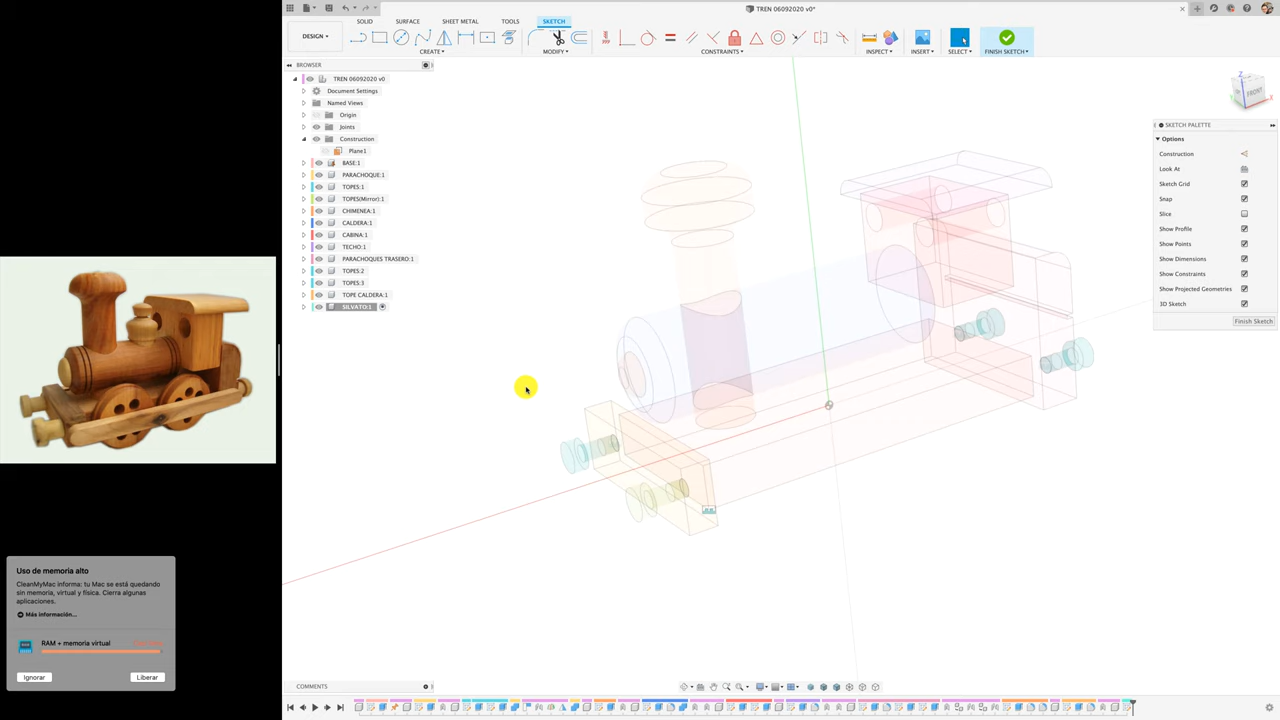 TREN 06092020 v0*
SOLID SURFACE SHEET METAL TOOLS SKETCH
DESIGN
CREATE MODIFY CONSTRAINTS INSPECT INSERT SELECT FINISH SKETCH
BROWSER
TREN 06092020 v0
Document Settings
Named Views
Origin
Joints
Construction
Plane1
BASE:1
PARACHOQUE:1
TOPES:1
TOPES(Mirror):1
CHIMENEA:1
CALDERA:1
CABINA:1
TECHO:1
PARACHOQUES TRASERO:1
TOPES:2
TOPES:3
TOPE CALDERA:1
SILVATO:1
Z
FRONT
X
SKETCH PALETTE
Options
Construction
Look At
Sketch Grid
Snap
Slice
Show Profile
Show Points
Show Dimensions
Show Constraints
Show Projected Geometries
3D Sketch
Finish Sketch
Uso de memoria alto
CleanMyMac informa: tu Mac se está quedando
sin memoria, virtual y física. Cierra algunas
aplicaciones.
Más información...
RAM + memoria virtual
Ignorar Liberar
COMMENTS